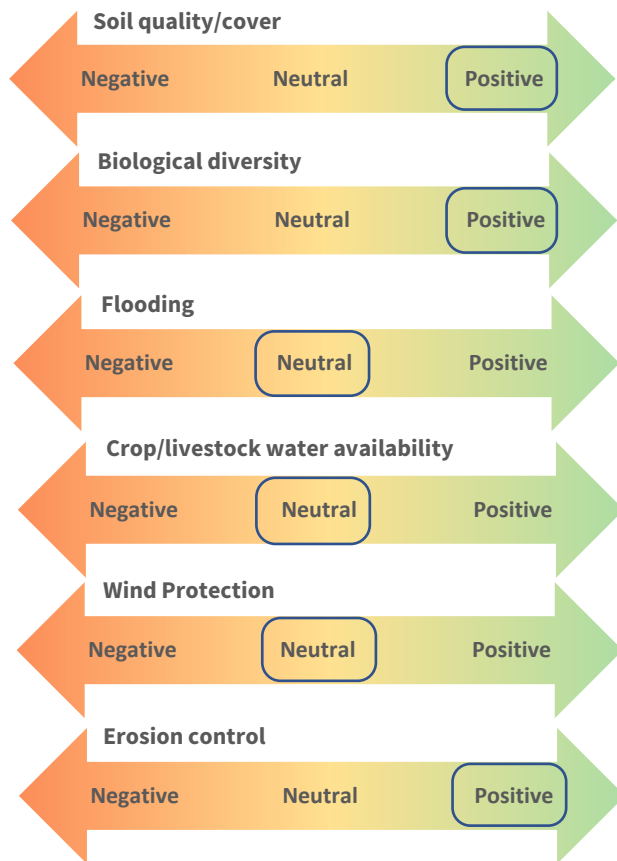 Soil quality/cover
Negative Neutral Positive
Biological diversity
Negative Neutral Positive
Flooding
Negative Neutral Positive
Crop/livestock water availability
Negative Neutral Positive
Wind Protection
Negative Neutral Positive
Erosion control
Negative Neutral Positive